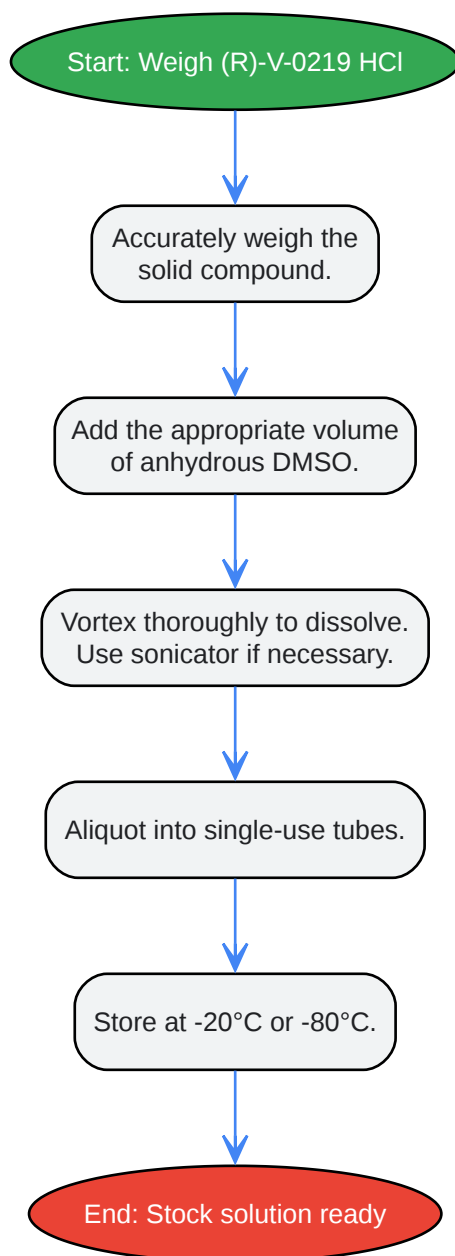 Start: Weigh (R)-V-0219 HCl
Accurately weigh the
solid compound.
Add the appropriate volume
of anhydrous DMSO.
Vortex thoroughly to dissolve.
Use sonicator if necessary.
Aliquot into single-use tubes.
Store at -20°C or -80°C.
End: Stock solution ready